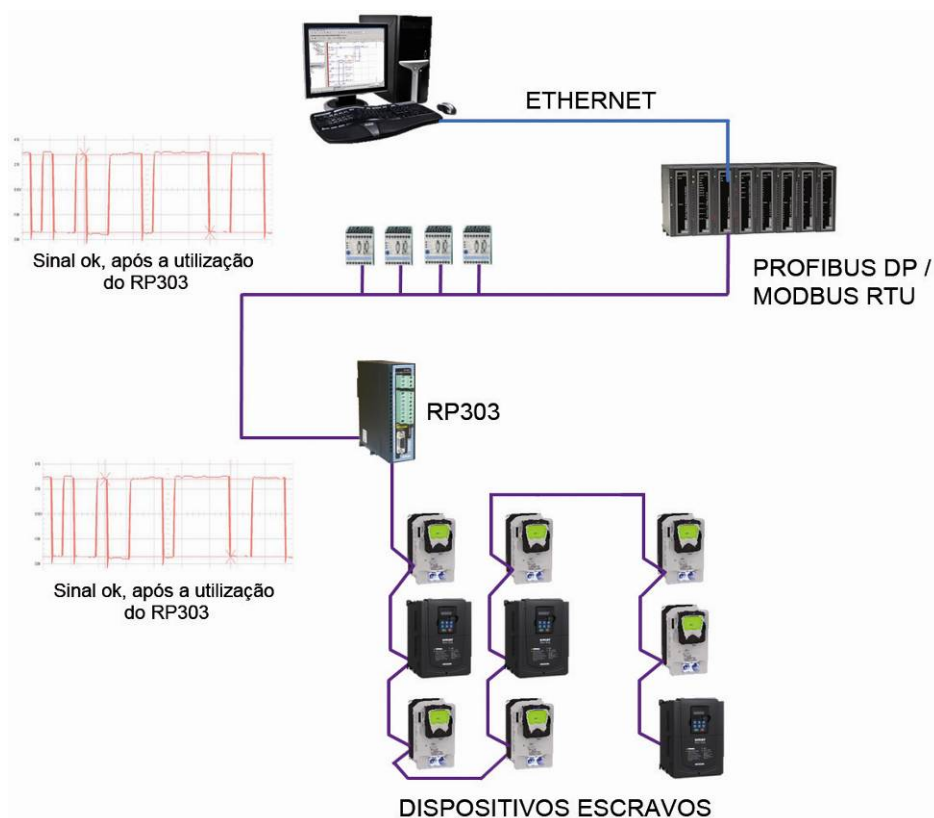 ETHERNET
Sinal ok, após a utilização
do RP303
PROFIBUS DP /
MODBUS RTU
RP303
Sinal ok, após a utilização
do RP303
DISPOSITIVOS ESCRAVOS